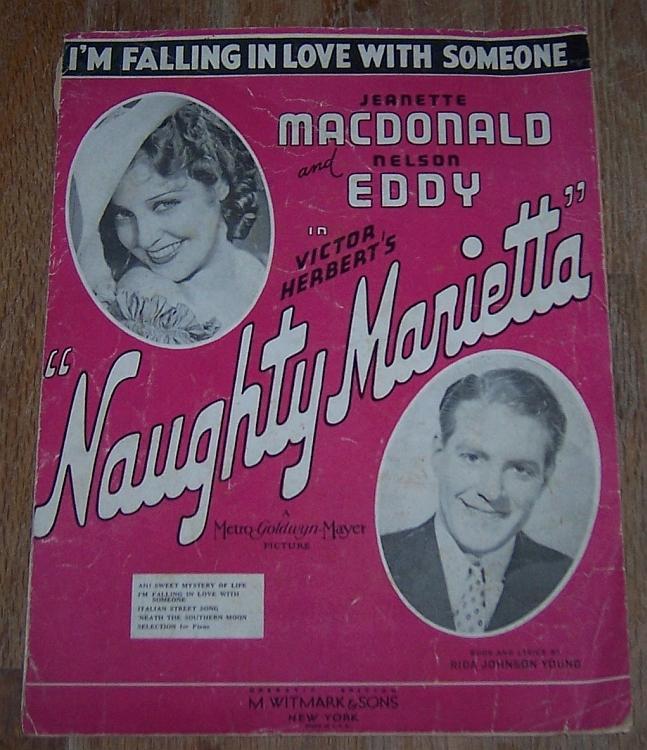 I'M FALLING IN LOVE WITH SOMEONE
JEANETTE
MACDONALD
and NELSON
EDDY
in
VICTOR
HERBERT'S
"Naughty Marietta"
A
Metro-Goldwyn-Mayer
PICTURE
AH! SWEET MYSTERY OF LIFE
I'M FALLING IN LOVE WITH
SOMEONE
ITALIAN STREET SONG
'NEATH THE SOUTHERN MOON
SELECTION for Piano
BOOK AND LYRICS BY
RIDA JOHNSON YOUNG
OPERATIC EDITION
M. WITMARK & SONS
NEW YORK